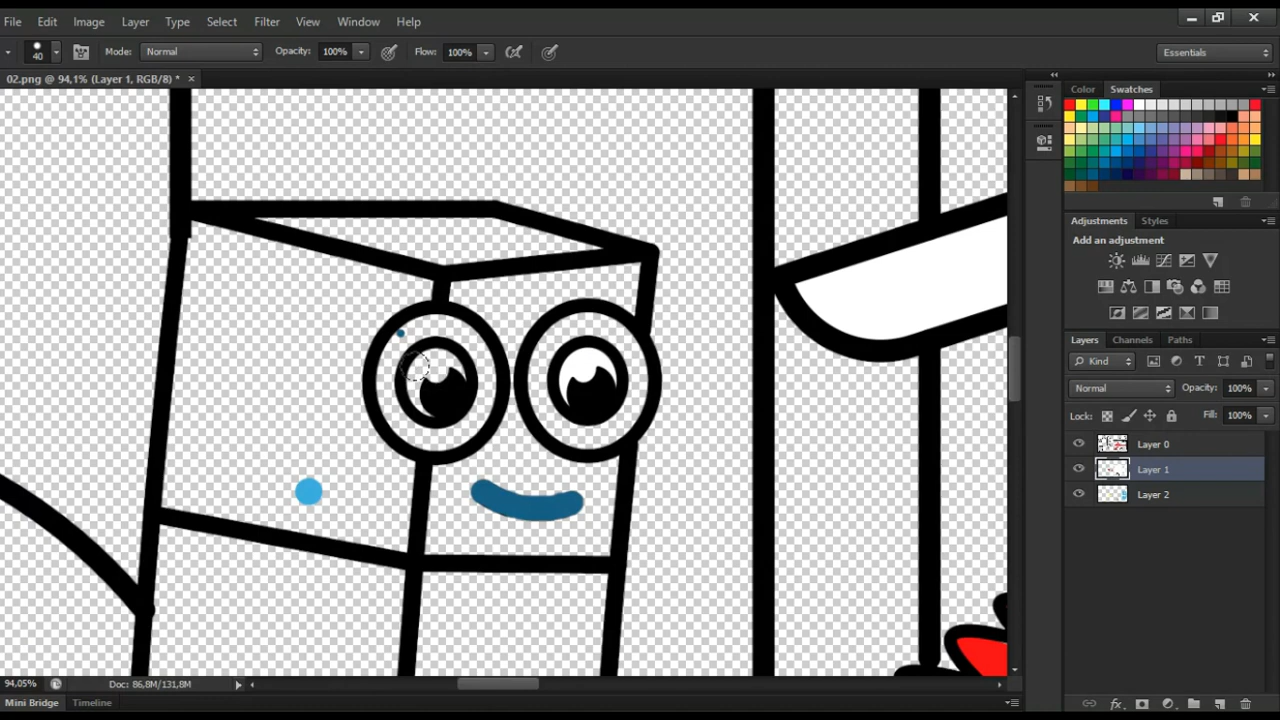 File Edit Image Layer Type Select Filter View Window Help
40 Mode: Normal Opacity: 100% Flow: 100% Essentials
02.png @ 94,1% (Layer 1, RGB/8) * ×
Color Swatches
Adjustments Styles
Add an adjustment
Layers Channels Paths
Kind
Normal Opacity: 100%
Lock: Fill: 100%
Layer 0
Layer 1
Layer 2
94,05% Doc: 86,8M/131,8M
Mini Bridge Timeline